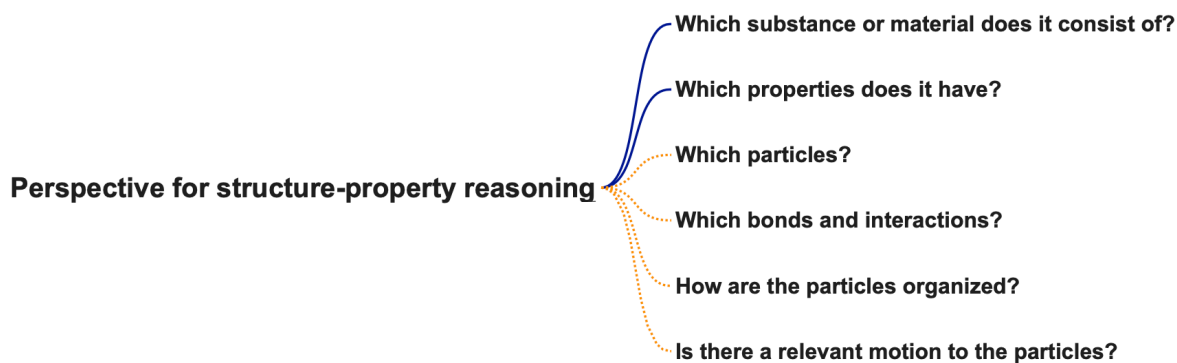 Which substance or material does it consist of?
Which properties does it have?
Which particles?
Perspective for structure-property reasoning
Which bonds and interactions?
How are the particles organized?
Is there a relevant motion to the particles?